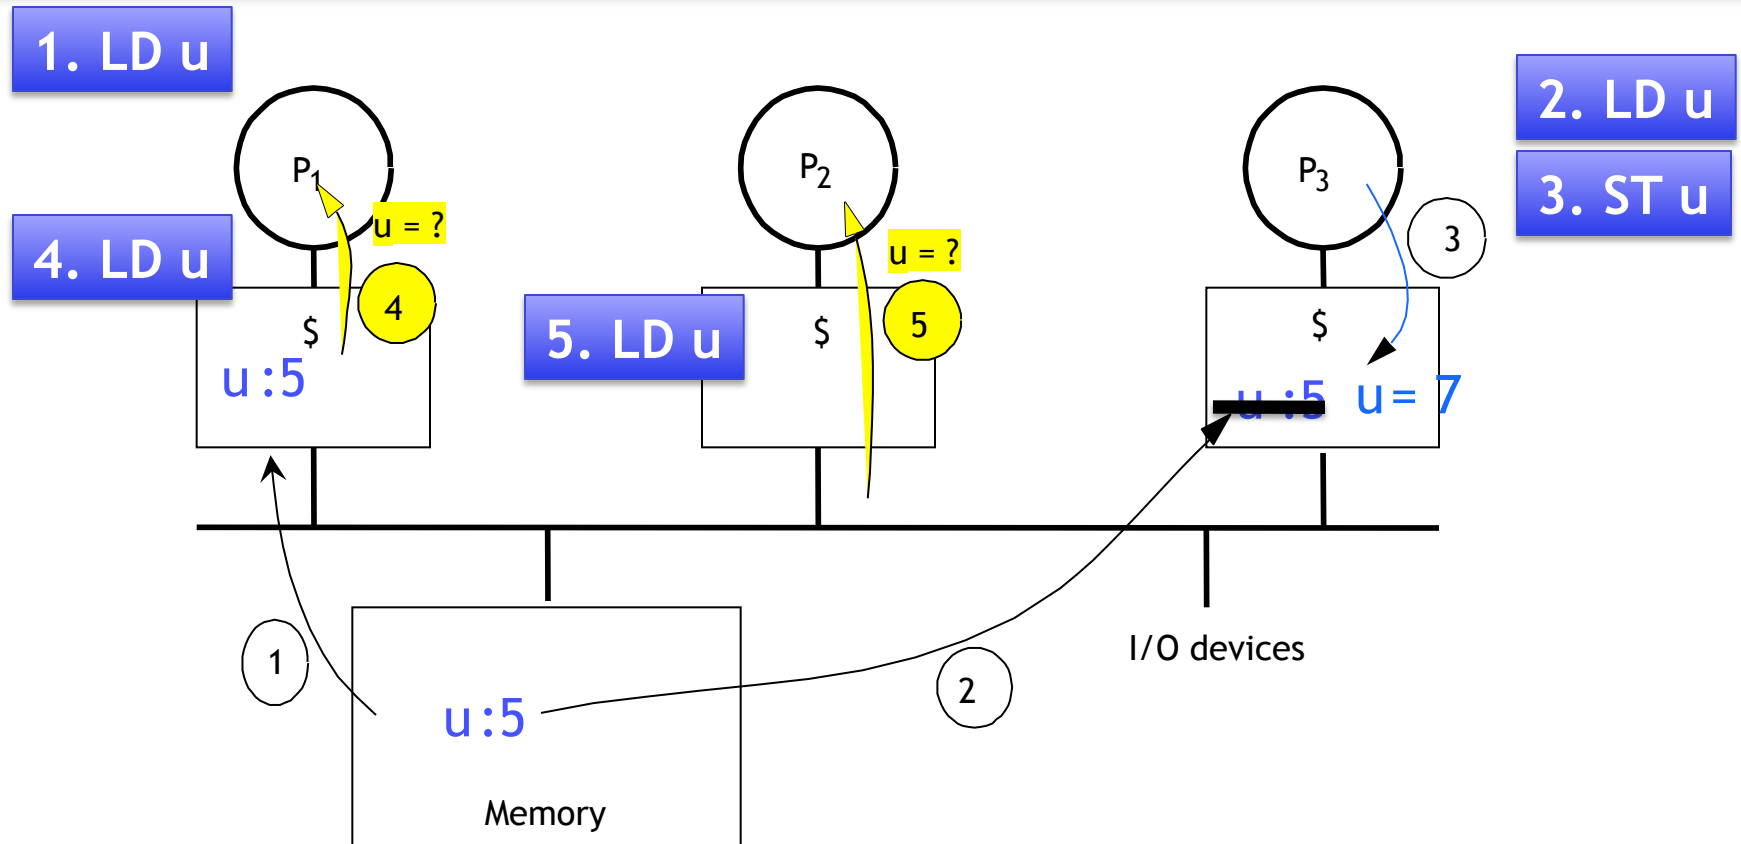 1. LD u
2. LD u
P1
P2
P3
3. ST u
4. LD u
u = ?
u = ?
3
4
5
5. LD u
$
$
$
u:5
u:5 u= 7
1
2
I/O devices
u:5
Memory